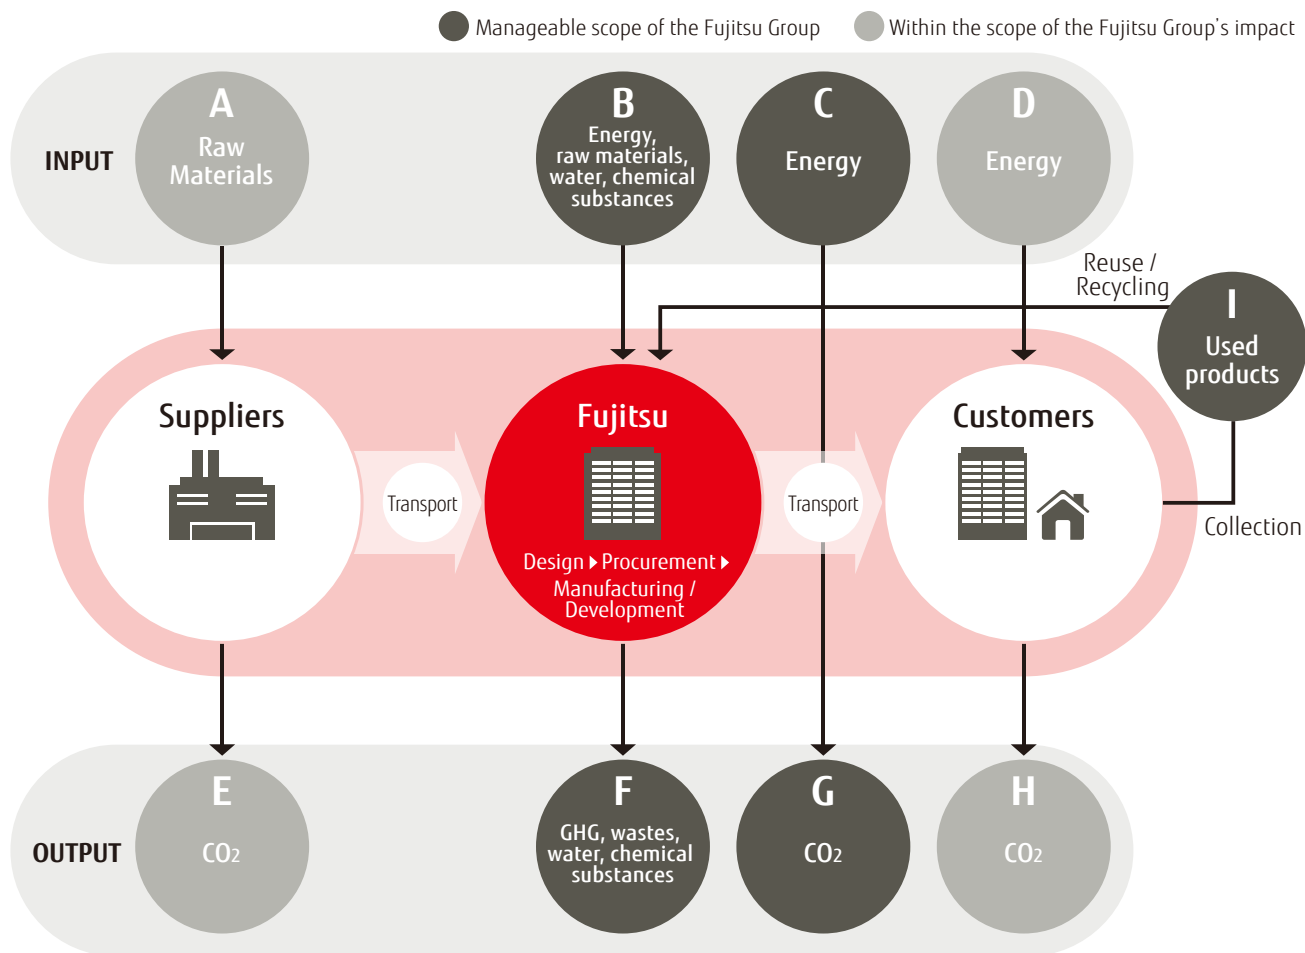 Manageable scope of the Fujitsu Group
Within the scope of the Fujitsu Group's impact
INPUT
A
Raw
Materials
B
Energy,
raw materials,
water, chemical
substances
C
Energy
D
Energy
Reuse /
Recycling
I
Used
products
Collection
Suppliers
Transport
Fujitsu
Design ▶ Procurement ▶
Manufacturing /
Development
Transport
Customers
OUTPUT
E
CO₂
F
GHG, wastes,
water, chemical
substances
G
CO₂
H
CO₂